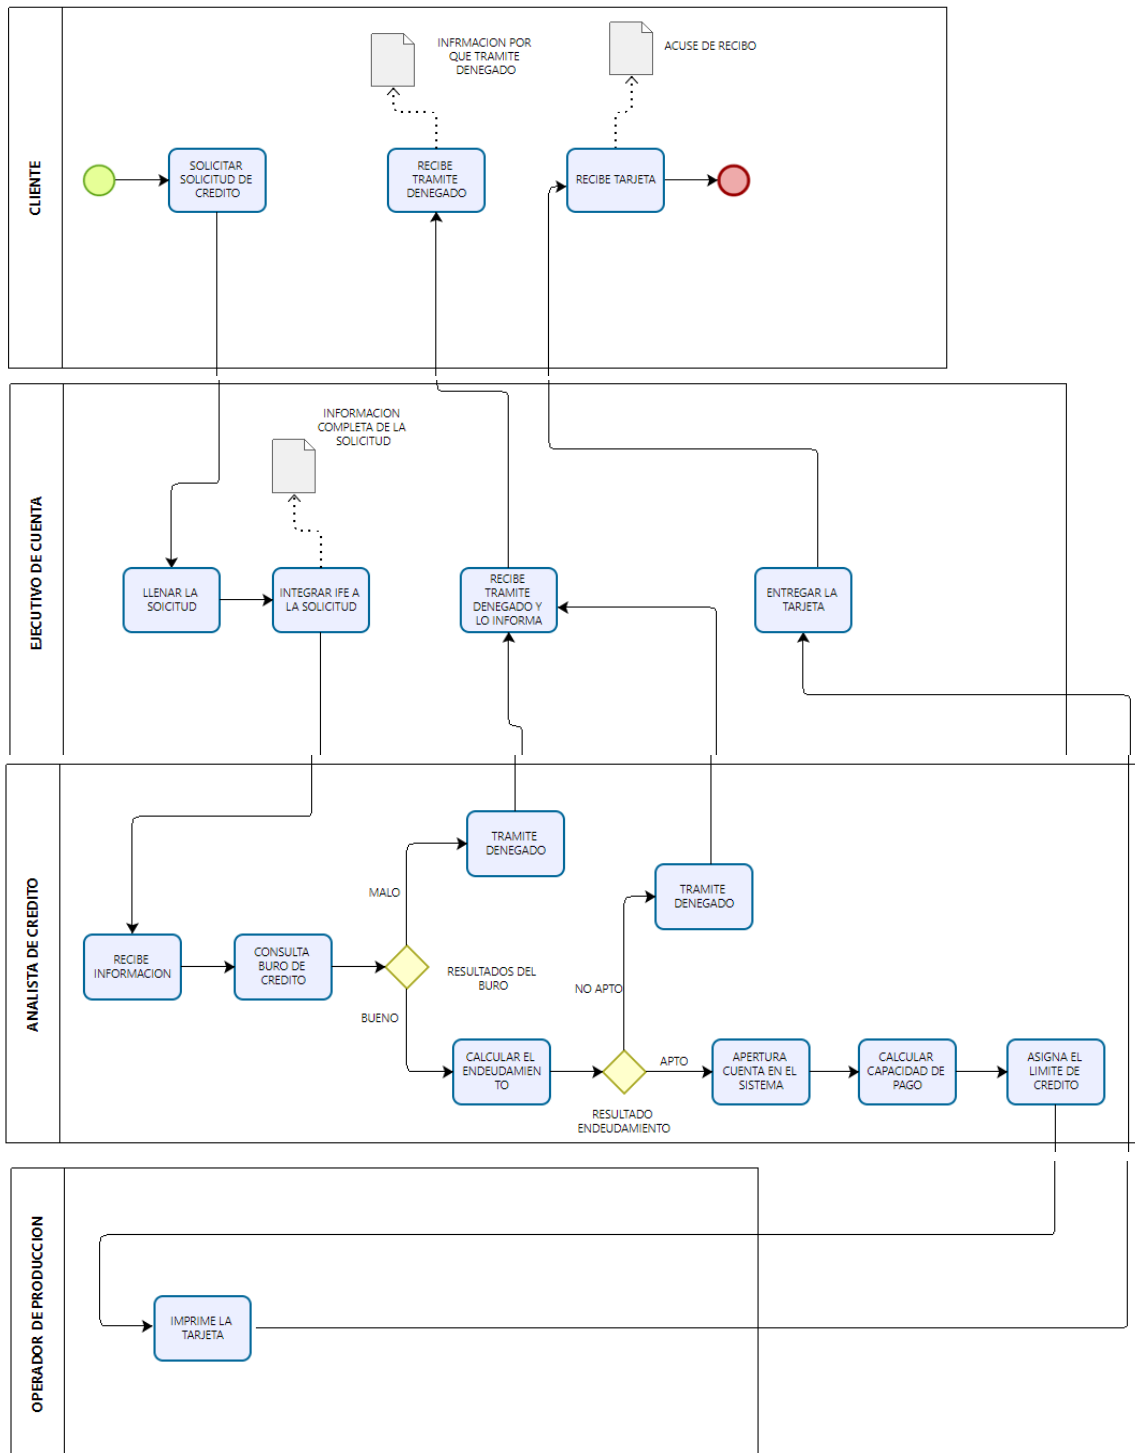 CLIENTE
INFRMACION POR
QUE TRAMITE
DENEGADO
ACUSE DE RECIBO
SOLICITAR
SOLICITUD DE
CREDITO
RECIBE
TRAMITE
DENEGADO
RECIBE TARJETA
EJECUTIVO DE CUENTA
INFORMACION
COMPLETA DE LA
SOLICITUD
LLENAR LA
SOICITUD
INTEGRAR IFE A
LA SOLICITUD
RECIBE
TRAMITE
DENEGADO Y
LO INFORMA
ENTREGAR LA
TARJETA
ANALISTA DE CREDITO
TRAMITE
DENEGADO
MALO
TRAMITE
DENEGADO
RECIBE
INFORMACION
CONSULTA
BURO DE
CREDITO
RESULTADOS DEL
BURO
NO APTO
BUENO
CALCULAR EL
ENDEUDAMIEN
TO
APTO
RESULTADO
ENDEUDAMIENTO
APERTURA
CUENTA EN EL
SISTEMA
CALCULAR
CAPACIDAD DE
PAGO
ASIGNA EL
LIMITE DE
CREDITO
OPERADOR DE PRODUCCION
IMPRIME LA
TARJETA